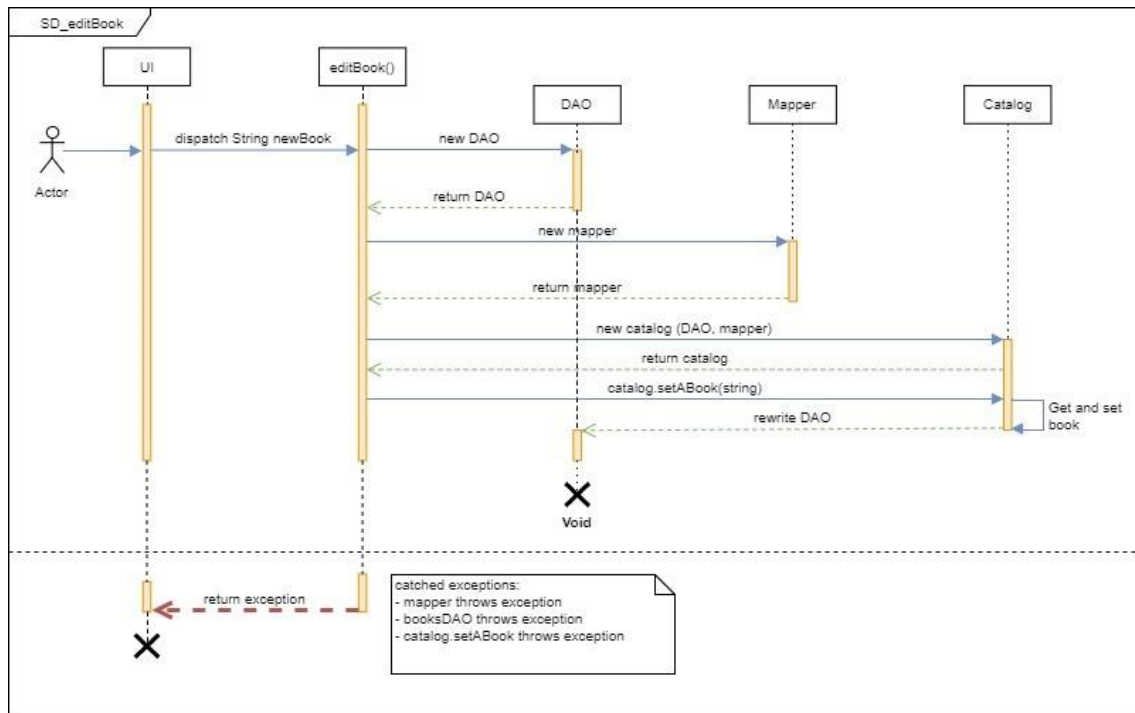 SD_editBook
UI
editBook()
DAO
Mapper
Catalog
Actor
dispatch String newBook
new DAO
return DAO
new mapper
return mapper
new catalog (DAO, mapper)
return catalog
catalog.setABook(string)
Get and set
book
rewrite DAO
Void
return exception
catched exceptions:
- mapper throws exception
- booksDAO throws exception
- catalog.setABook throws exception